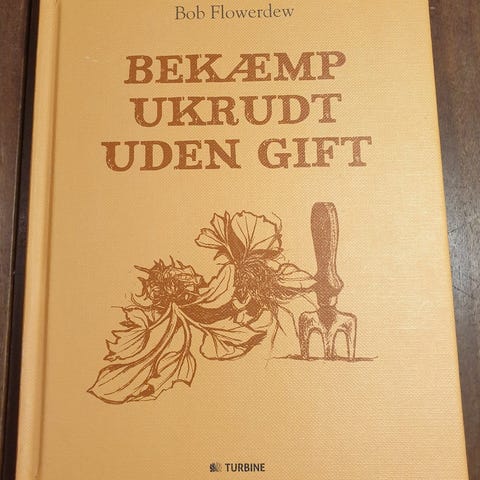 Bob Flowerdew
BEKÆMP
UKRUDT
UDEN GIFT
TURBINE